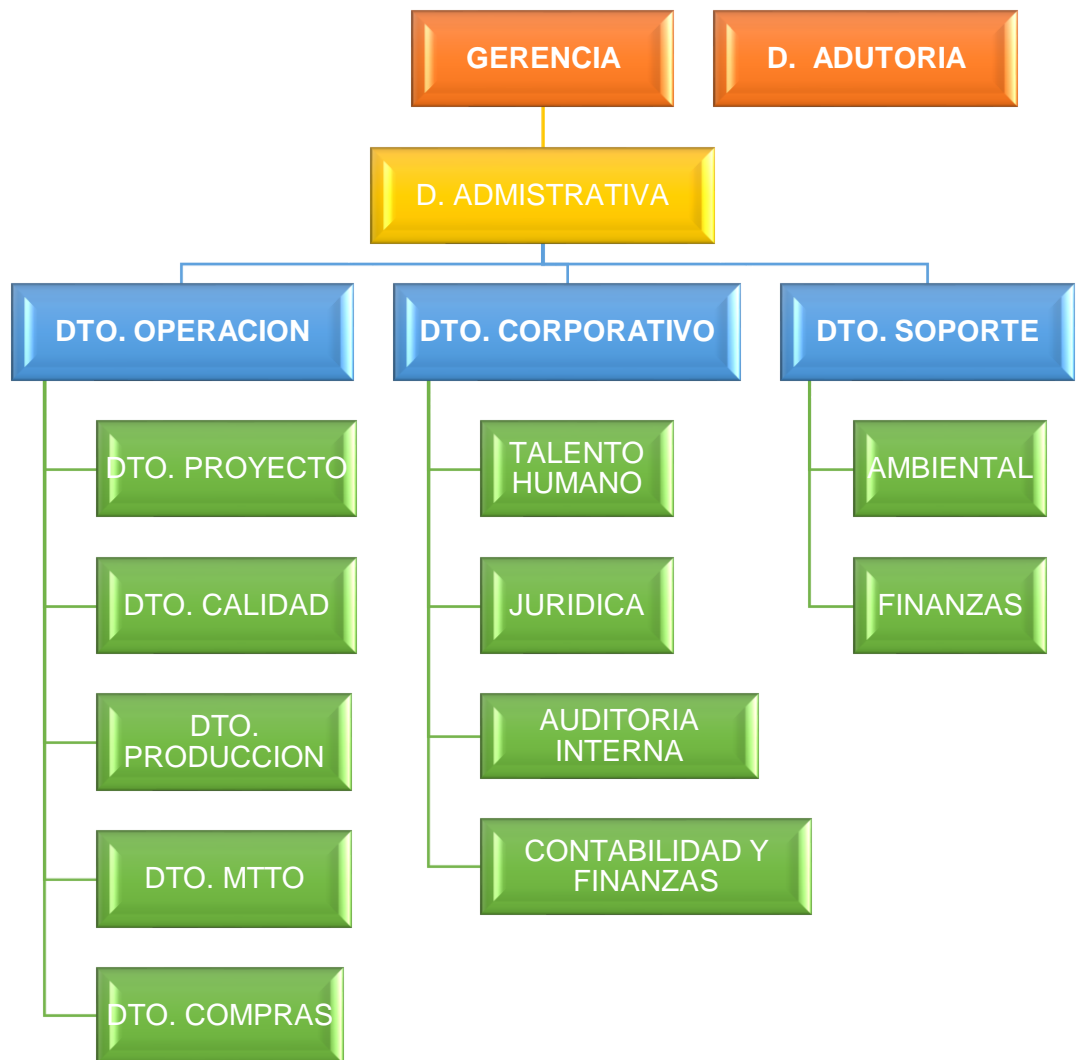 GERENCIA
D. ADUTORIA
D. ADMISTRATIVA
DTO. OPERACION
DTO. CORPORATIVO
DTO. SOPORTE
DTO. PROYECTO
TALENTO
HUMANO
AMBIENTAL
DTO. CALIDAD
JURIDICA
FINANZAS
DTO.
PRODUCCION
AUDITORIA
INTERNA
DTO. MTTO
CONTABILIDAD Y
FINANZAS
DTO. COMPRAS